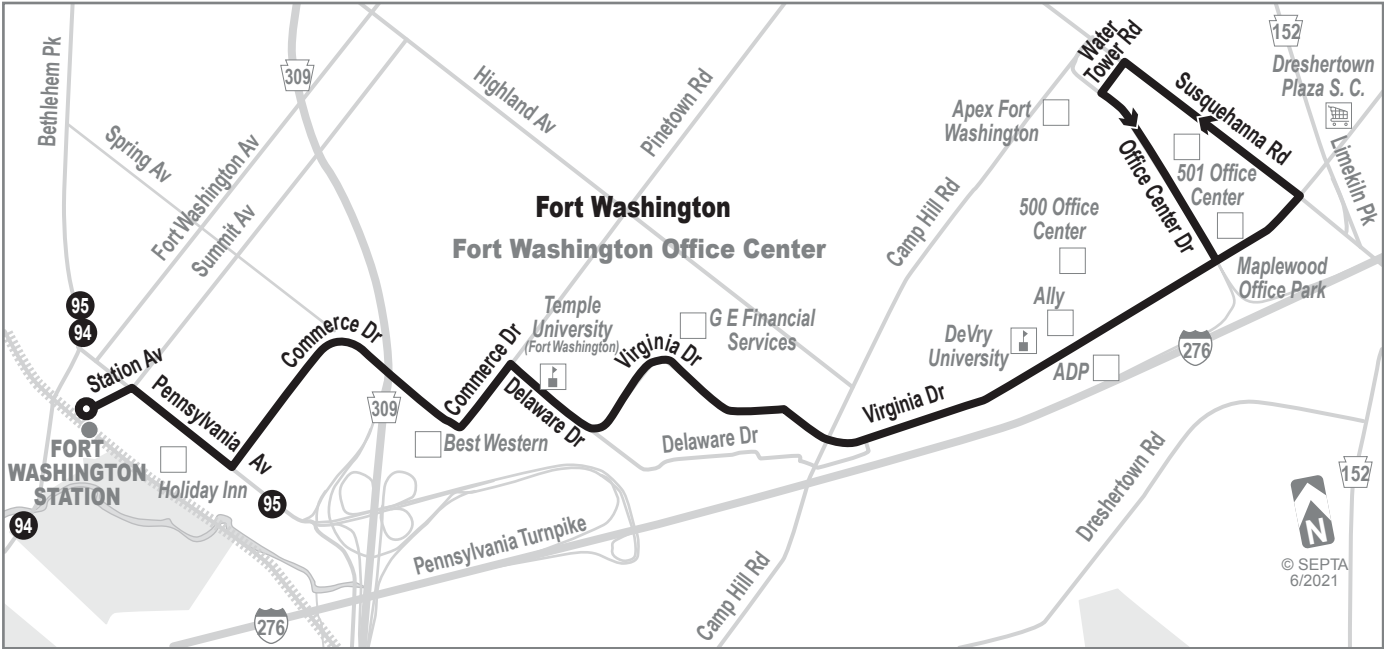 Bethlehem Pk
309
Highland Av
Pinetown Rd
Water
Tower Rd
152
Dreshertown
Plaza S. C.
Susquehanna Rd
Spring Av
Fort Washington Av
Summit Av
Apex Fort
Washington
Office Center Dr
501 Office
Center
Limekiln Pk
Camp Hill Rd
500 Office
Center
Fort Washington
Fort Washington Office Center
Maplewood
Office Park
95
94
Station Av
Pennsylvania
Av
Commerce Dr
Commerce Dr
Temple
University
(Fort Washington)
Virginia Dr
G E Financial
Services
Ally
DeVry
University
ADP
276
309
Delaware Dr
Virginia Dr
Best Western
Delaware Dr
FORT
WASHINGTON
STATION
Holiday Inn
95
94
Dreshertown Rd
152
N
Pennsylvania Turnpike
Camp Hill Rd
276
© SEPTA
6/2021